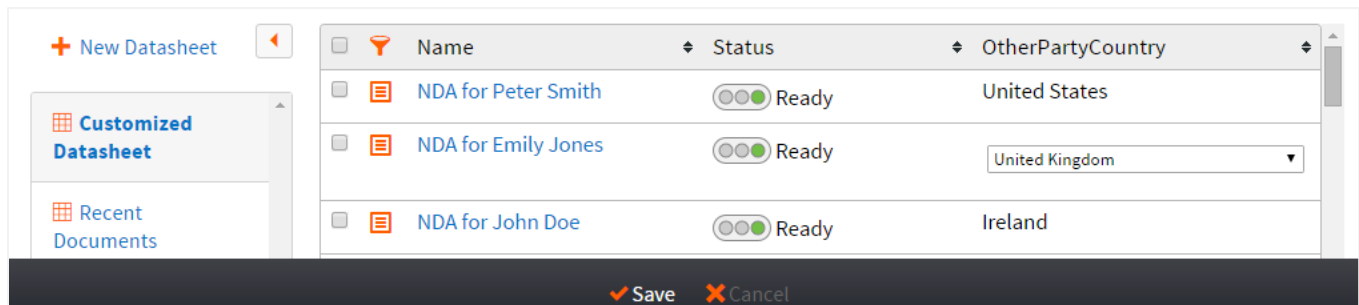 New Datasheet
Customized
Datasheet
Recent
Documents
Name Status OtherPartyCountry
NDA for Peter Smith Ready United States
NDA for Emily Jones Ready United Kingdom
NDA for John Doe Ready Ireland
Save Cancel